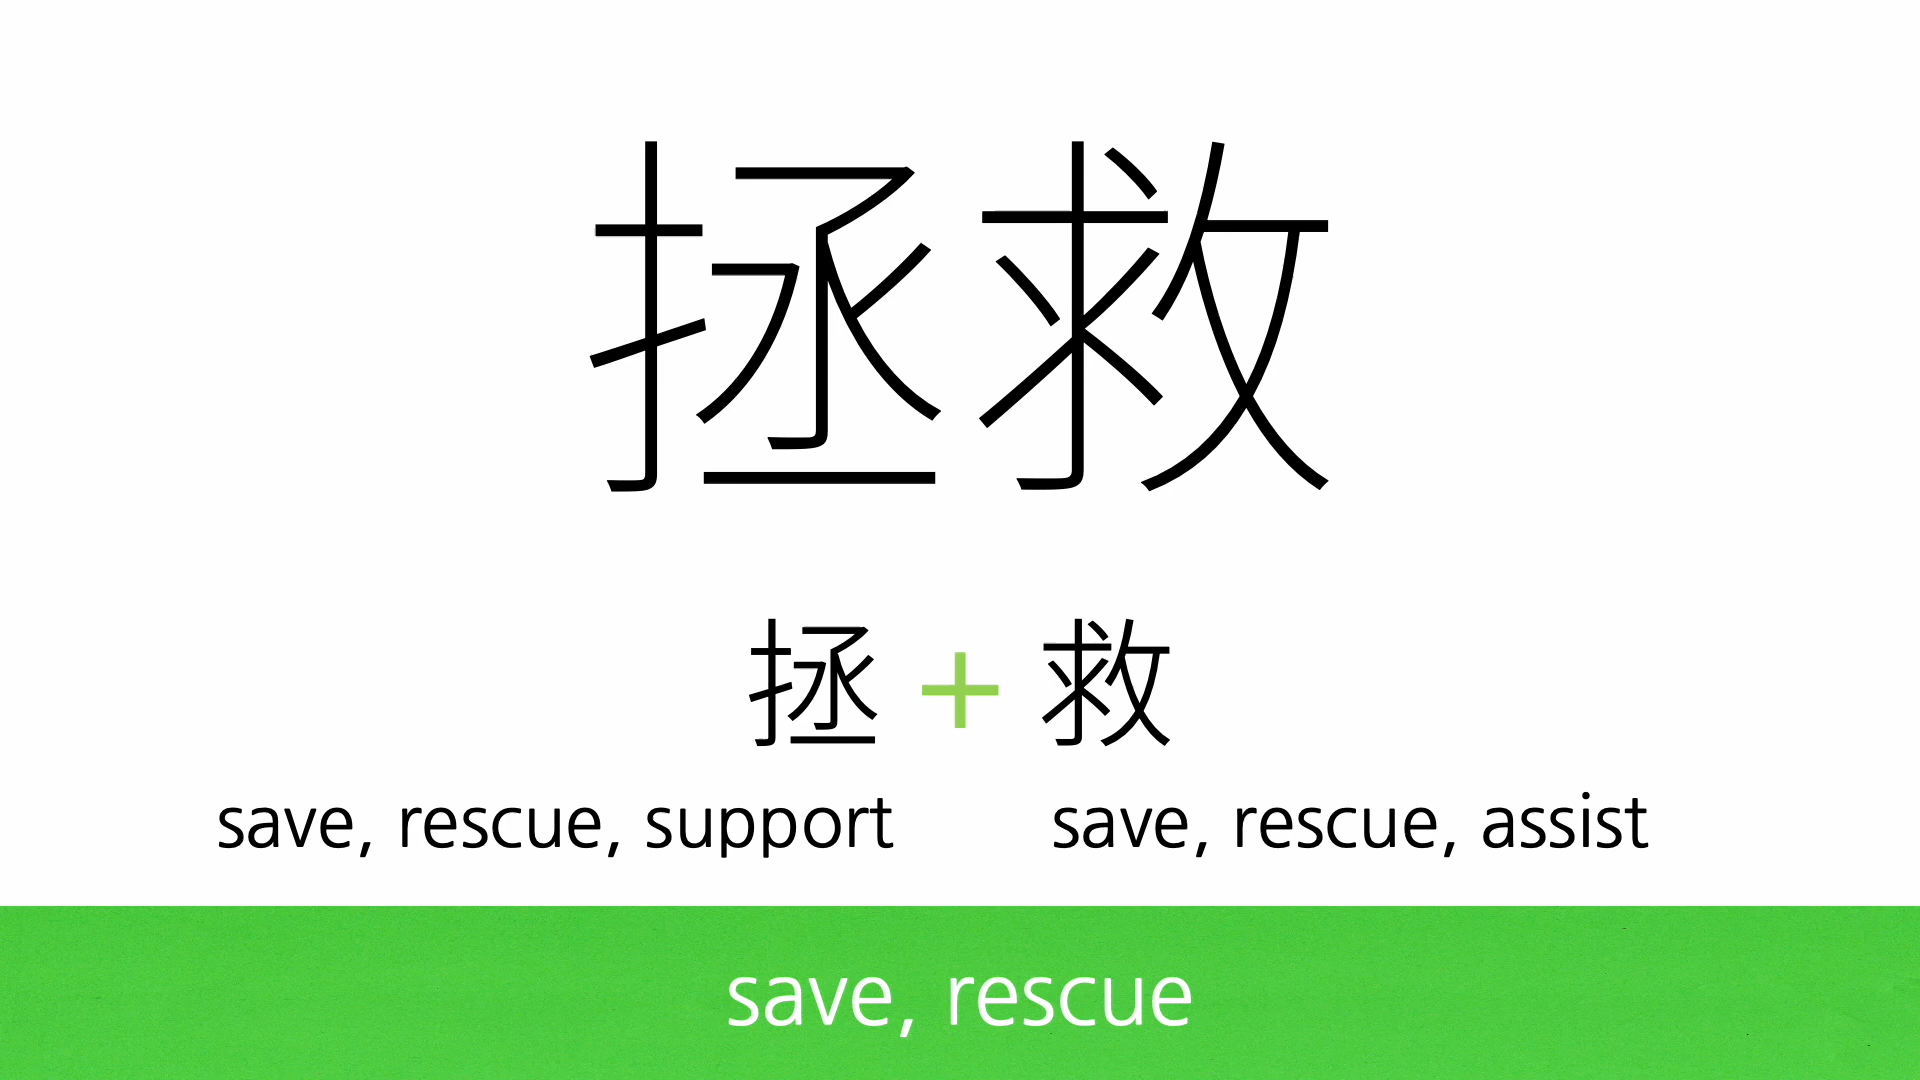 拯救
拯 + 救
save, rescue, support save, rescue, assist
save, rescue